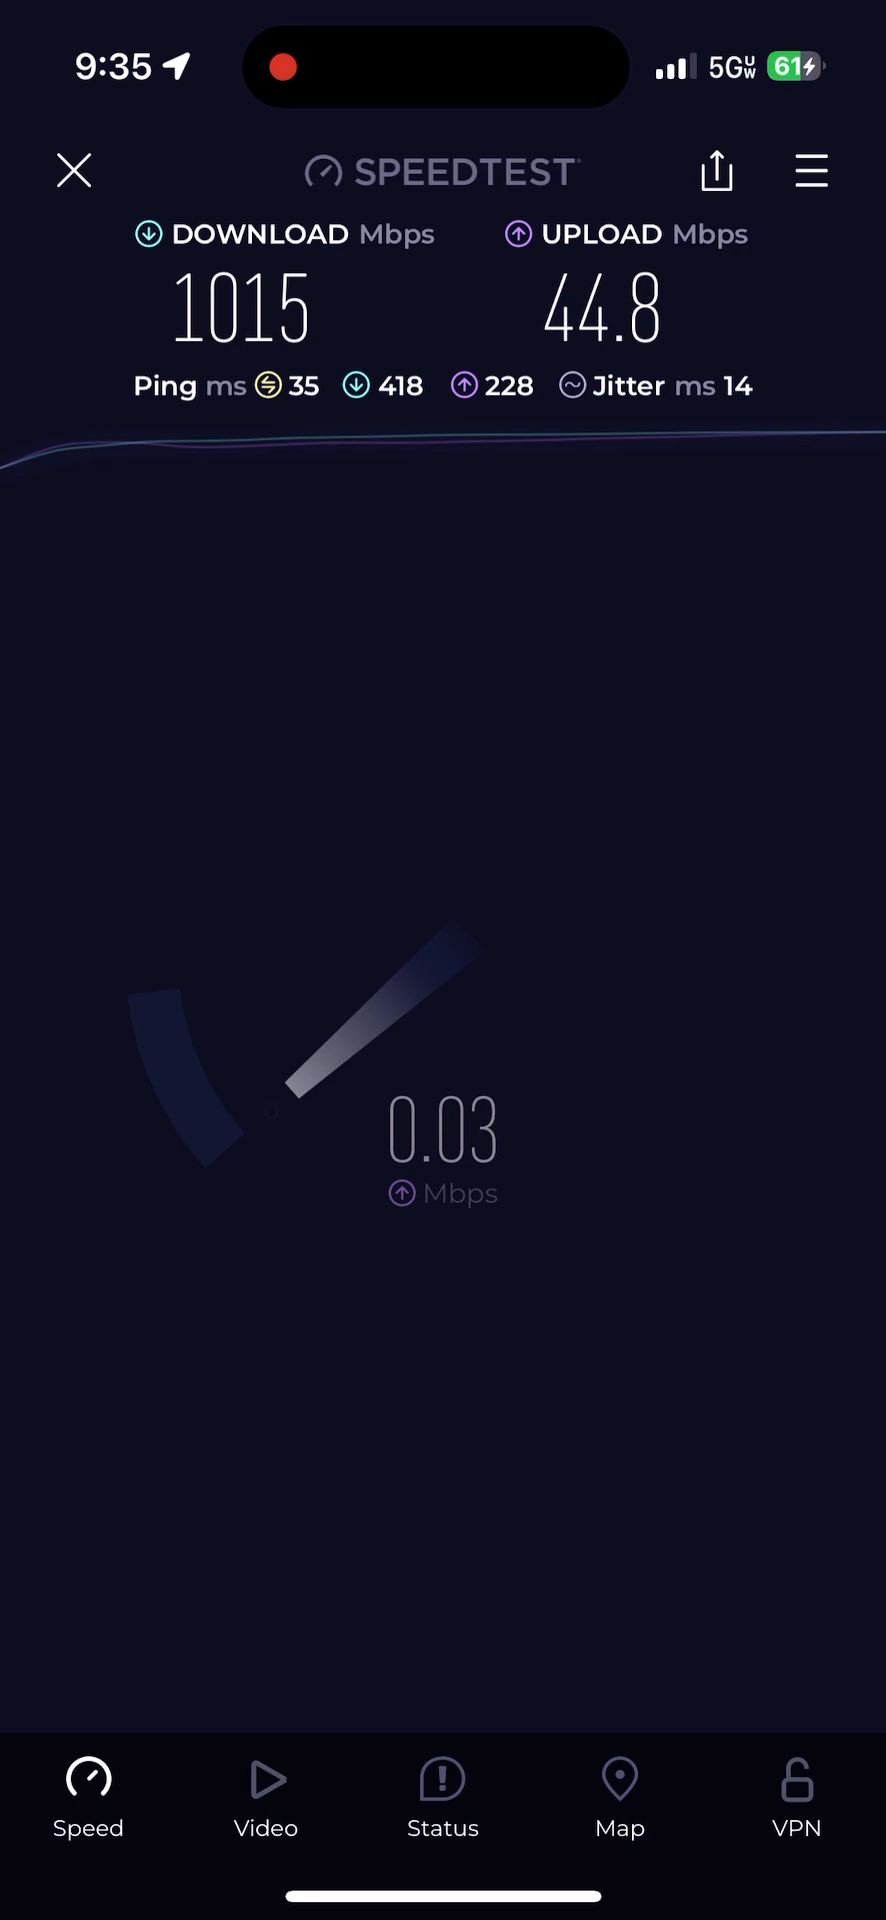 9:35 5GUW 61
SPEEDTEST
DOWNLOAD Mbps UPLOAD Mbps
1015 44.8
Ping ms 35 418 228 Jitter ms 14
0
0.03
Mbps
Speed Video Status Map VPN